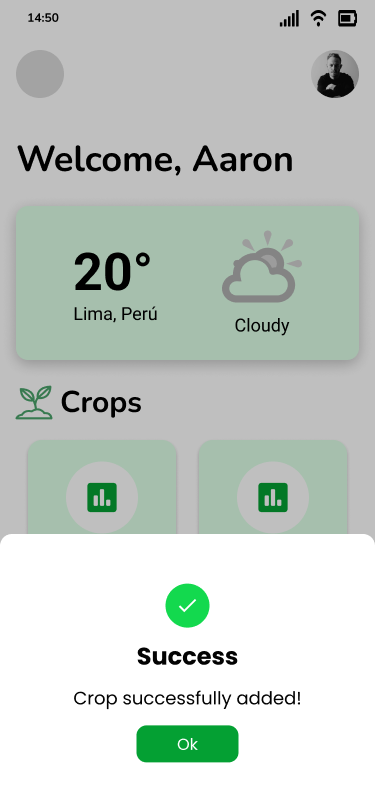 14:50
Welcome, Aaron
20°
Lima, Perú
Cloudy
Crops
Success
Crop successfully added!
Ok